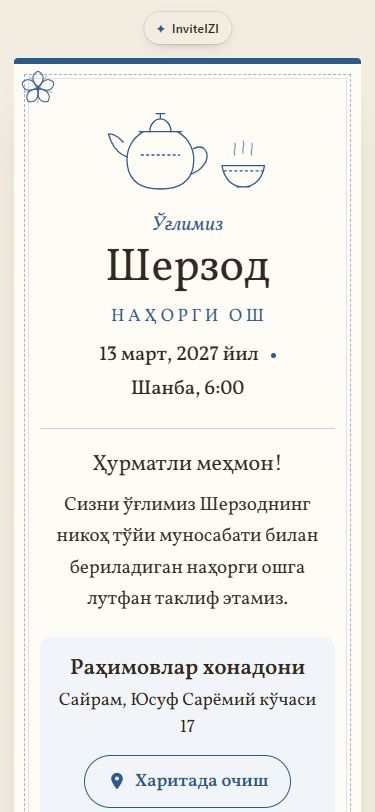 InviteIZI
Ўғлимиз
Шерзод
НАҲОРГИ ОШ
13 март, 2027 йил •
Шанба, 6:00
Ҳурматли меҳмон!
Сизни ўғлимиз Шерзоднинг
никоҳ тўйи муносабати билан
бериладиган наҳорги ошга
лутфан таклиф этамиз.
Раҳимовлар хонадони
Сайрам, Юсуф Сарёмий кўчаси
17
Харитада очиш